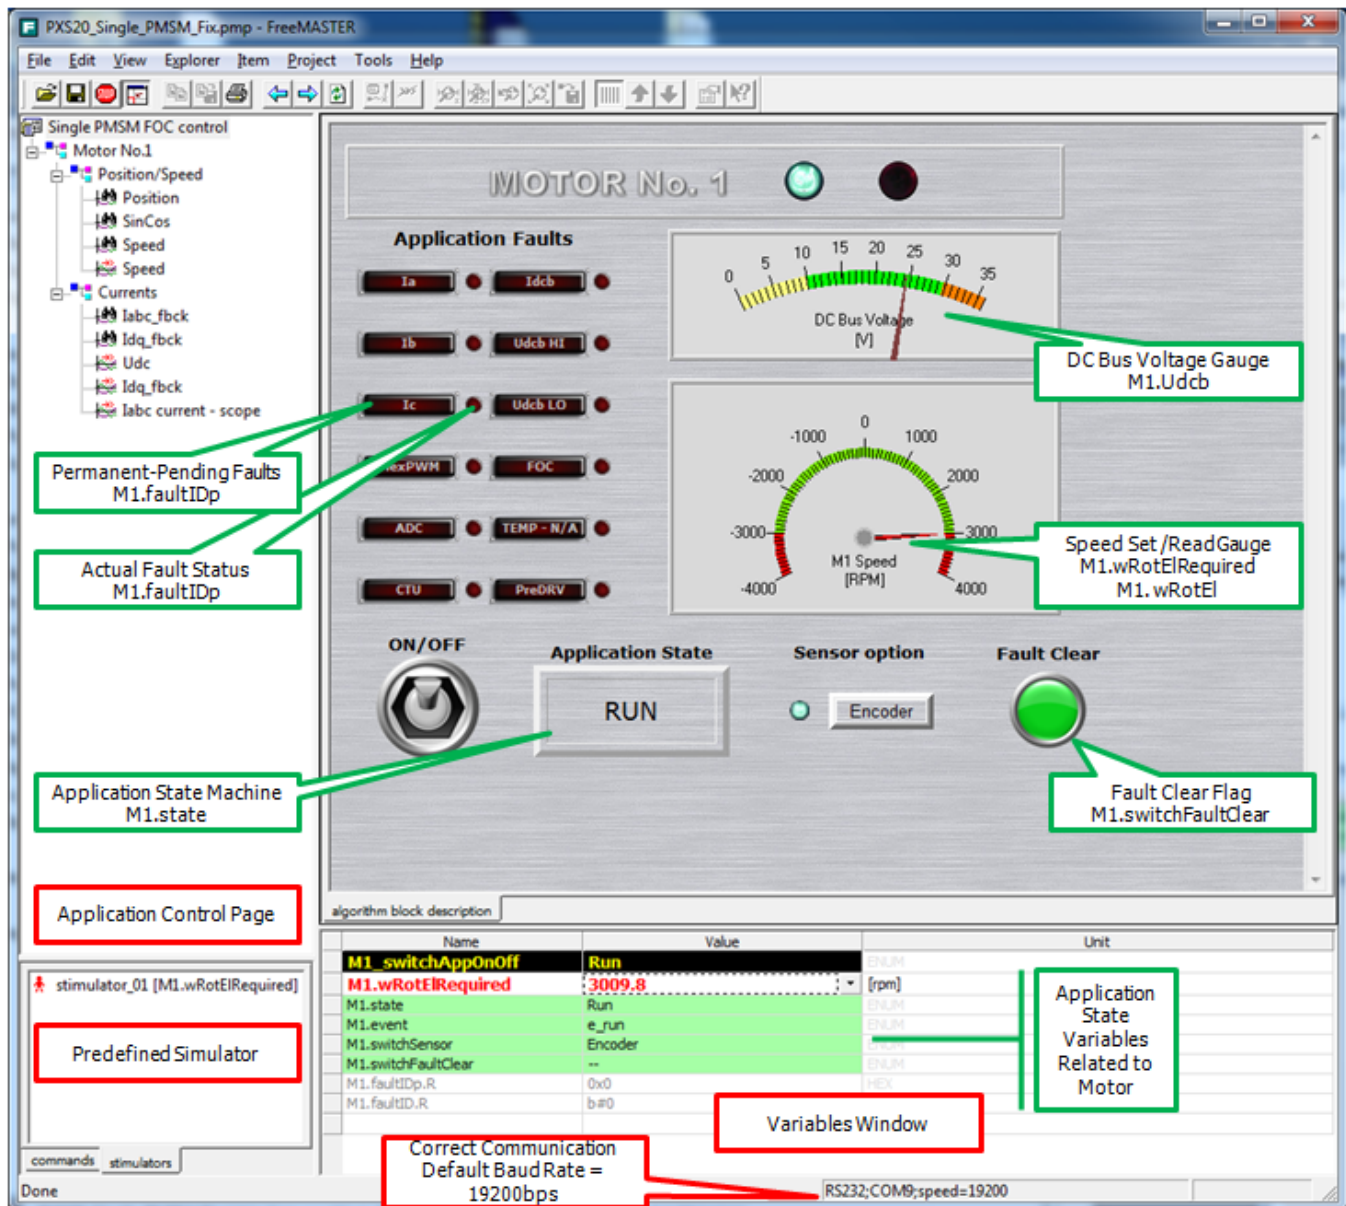 PXS20_Single_PMSM_Fix.pmp - FreeMASTER
File Edit View Explorer Item Project Tools Help
Single PMSM FOC control
Motor No.1
Position/Speed
Position
SinCos
Speed
Speed
Currents
Iabc_fbck
Idq_fbck
Udc
Idq_fbck
Iabc current - scope
MOTOR No. 1
Application Faults
Ia
Idcb
Ib
Udcb HI
Ic
Udcb LO
exPWM
FOC
ADC
TEMP - N/A
CTU
PreDRV
0 5 10 15 20 25 30 35
DC Bus Voltage
[V]
DC Bus Voltage Gauge
M1.Udcb
-4000 -3000 -2000 -1000 0 1000 2000 3000 4000
M1 Speed
[RPM]
Speed Set /Read Gauge
M1.wRotElRequired
M1. wRotEl
Permanent-Pending Faults
M1.faultIDp
Actual Fault Status
M1.faultIDp
ON/OFF
Application State
RUN
Sensor option
Encoder
Fault Clear
Application State Machine
M1.state
Fault Clear Flag
M1.switchFaultClear
Application Control Page
algorithm block description
Name Value Unit
M1_switchAppOnOff Run ENUM
M1.wRotElRequired 3009.8 [rpm]
M1.state Run ENUM
M1.event e_run ENUM
M1.switchSensor Encoder ENUM
M1.switchFaultClear -- ENUM
M1.faultIDp.R 0x0 HEX
M1.faultID.R b#0
Application
State
Variables
Related to
Motor
stimulator_01 [M1.wRotElRequired]
Predefined Simulator
Variables Window
commands stimulators
Correct Communication
Default Baud Rate =
19200bps
Done
RS232;COM9;speed=19200